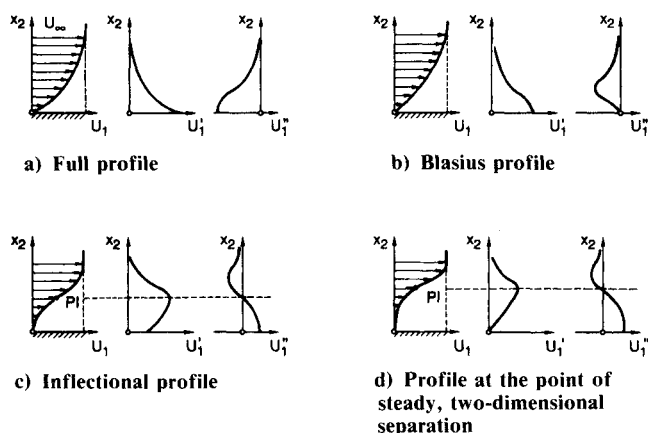 x₂ U∞ x₂ x₂
U₁ U₁' U₁''
a) Full profile
x₂ x₂ x₂
U₁ U₁' U₁''
b) Blasius profile
x₂ x₂ x₂
PI
U₁ U₁' U₁''
c) Inflectional profile
x₂ x₂ x₂
PI
U₁ U₁' U₁''
d) Profile at the point of
steady, two-dimensional
separation